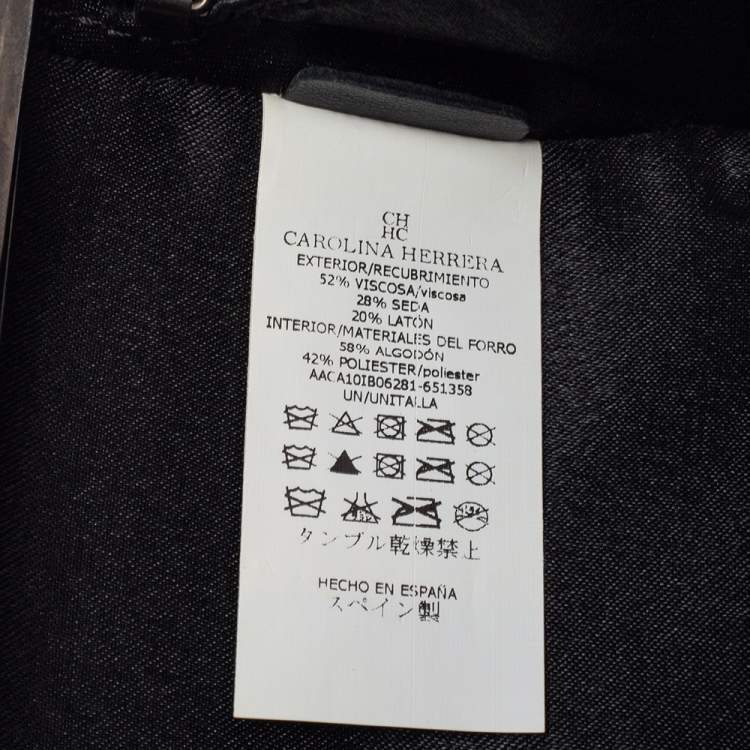 CH
HC
CAROLINA HERRERA
EXTERIOR/RECUBRIMIENTO
52% VISCOSA/viscosa
28% SEDA
20% LATÓN
INTERIOR/MATERIALES DEL FORRO
58% ALGODÓN
42% POLIESTER/poliester
AACA10IB06281-651358
UN/UNITALLA
タンブル乾燥禁止
HECHO EN ESPAÑA
スペイン製